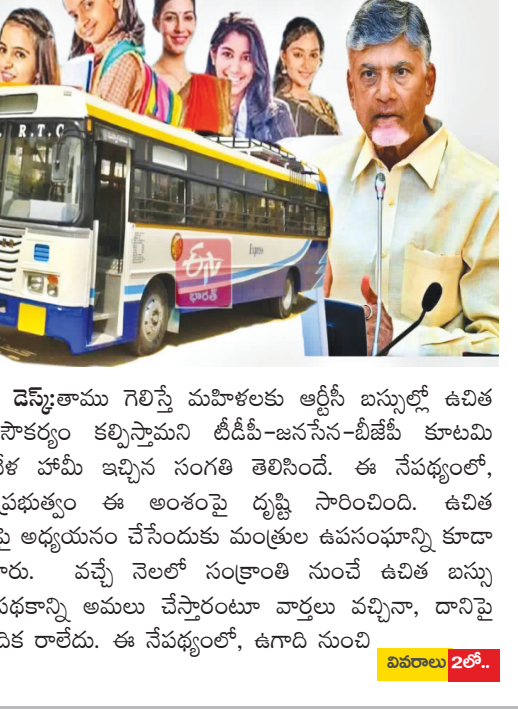 R.T.C
Express
ETV
భారత్
డెస్క్:తాము గెలిస్తే మహిళలకు ఆర్టీసీ బస్సుల్లో ఉచిత
సౌకర్యం కల్పిస్తామని టీడీపీ-జనసేన-బీజేపీ కూటమి
హామీ ఇచ్చిన సంగతి తెలిసిందే. ఈ నేపథ్యంలో,
ప్రభుత్వం ఈ అంశంపై దృష్టి సారించింది. ఉచిత
పై అధ్యయనం చేసేందుకు మంత్రుల ఉపసంఘాన్ని కూడా
వచ్చే నెలలో సంక్రాంతి నుంచే ఉచిత బస్సు
పథకాన్ని అమలు చేస్తారంటూ వార్తలు వచ్చినా, దానిపై
రాలేదు. ఈ నేపథ్యంలో, ఉగాది నుంచి
వివరాలు 2లో..